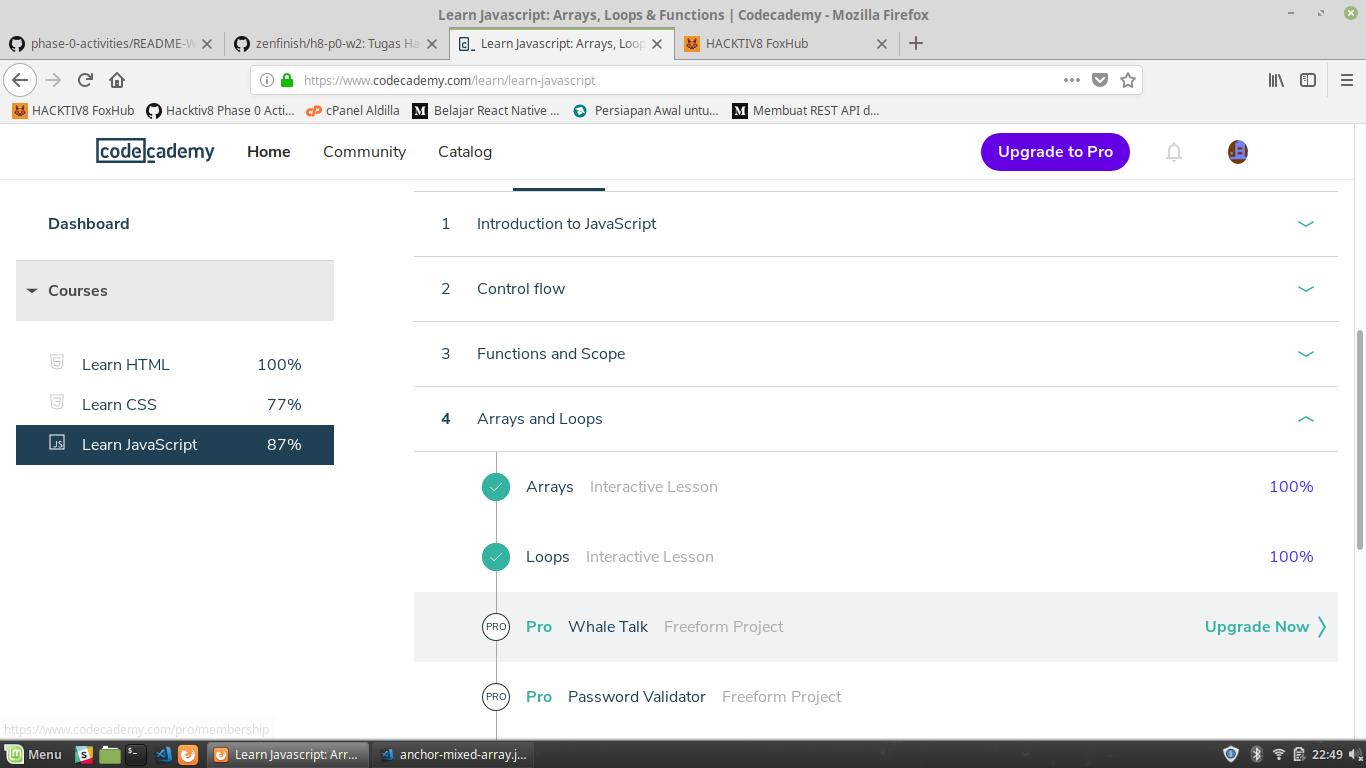 Learn Javascript: Arrays, Loops & Functions | Codecademy - Mozilla Firefox
phase-0-activities/README-W
zenfinish/h8-p0-w2: Tugas Ha
Learn Javascript: Arrays, Loop
HACKTIV8 FoxHub
https://www.codecademy.com/learn/learn-javascript
HACKTIV8 FoxHub
Hacktiv8 Phase 0 Acti...
cP cPanel Aldilla
M Belajar React Native ...
Persiapan Awal untu...
M Membuat REST API d...
codecademy
Home
Community
Catalog
Upgrade to Pro
Dashboard
Courses
Learn HTML 100%
Learn CSS 77%
JS Learn JavaScript 87%
1 Introduction to JavaScript
2 Control flow
3 Functions and Scope
4 Arrays and Loops
Arrays Interactive Lesson 100%
Loops Interactive Lesson 100%
PRO Pro Whale Talk Freeform Project Upgrade Now
PRO Pro Password Validator Freeform Project
https://www.codecademy.com/pro/membership
Menu
Learn Javascript: Arr...
anchor-mixed-array.j...
22:49